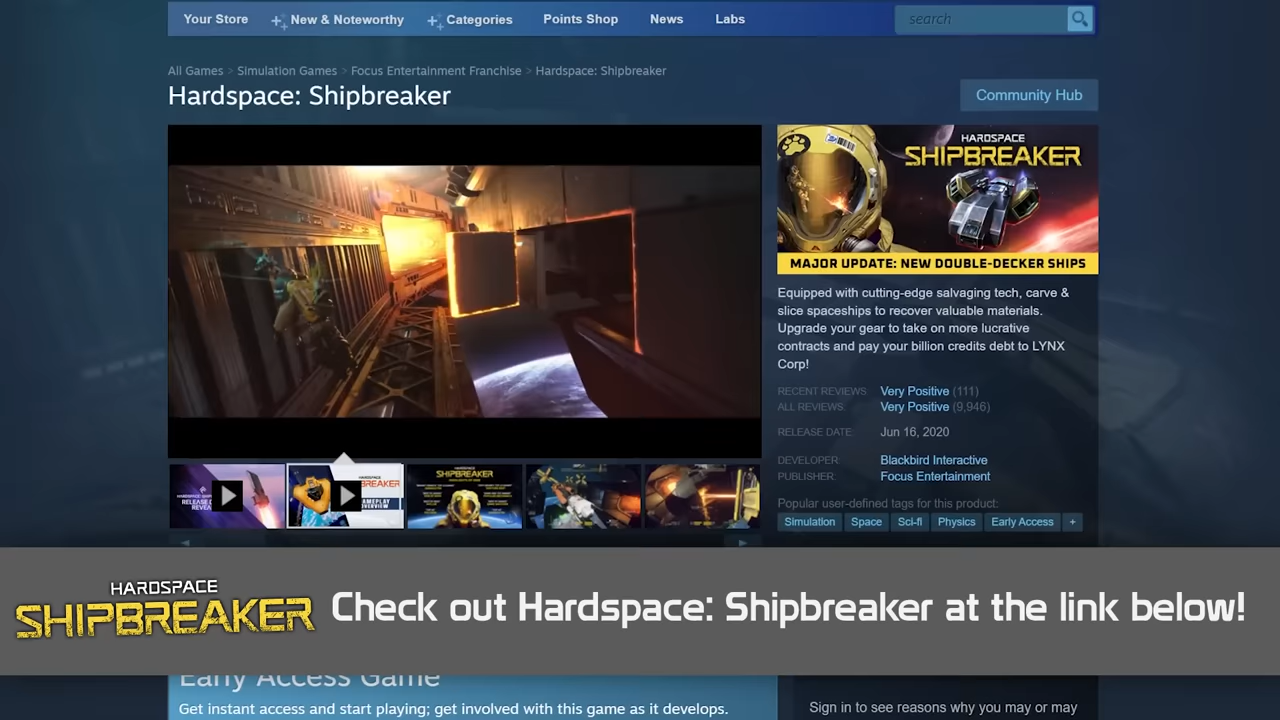 Your Store
New & Noteworthy
Categories
Points Shop
News
Labs
search
All Games > Simulation Games > Focus Entertainment Franchise > Hardspace: Shipbreaker
Hardspace: Shipbreaker
Community Hub
HARDSPACE
SHIPBREAKER
MAJOR UPDATE: NEW DOUBLE-DECKER SHIPS
Equipped with cutting-edge salvaging tech, carve &
slice spaceships to recover valuable materials.
Upgrade your gear to take on more lucrative
contracts and pay your billion credits debt to LYNX
Corp!
RECENT REVIEWS: Very Positive (111)
ALL REVIEWS: Very Positive (9,946)
RELEASE DATE: Jun 16, 2020
DEVELOPER: Blackbird Interactive
PUBLISHER: Focus Entertainment
Popular user-defined tags for this product:
Simulation Space Sci-fi Physics Early Access +
SHIPBREAKER
HARDSPACE
SHIPBREAKER
Check out Hardspace: Shipbreaker at the link below!
Early Access Game
Get instant access and start playing; get involved with this game as it develops.
Sign in to see reasons why you may or may